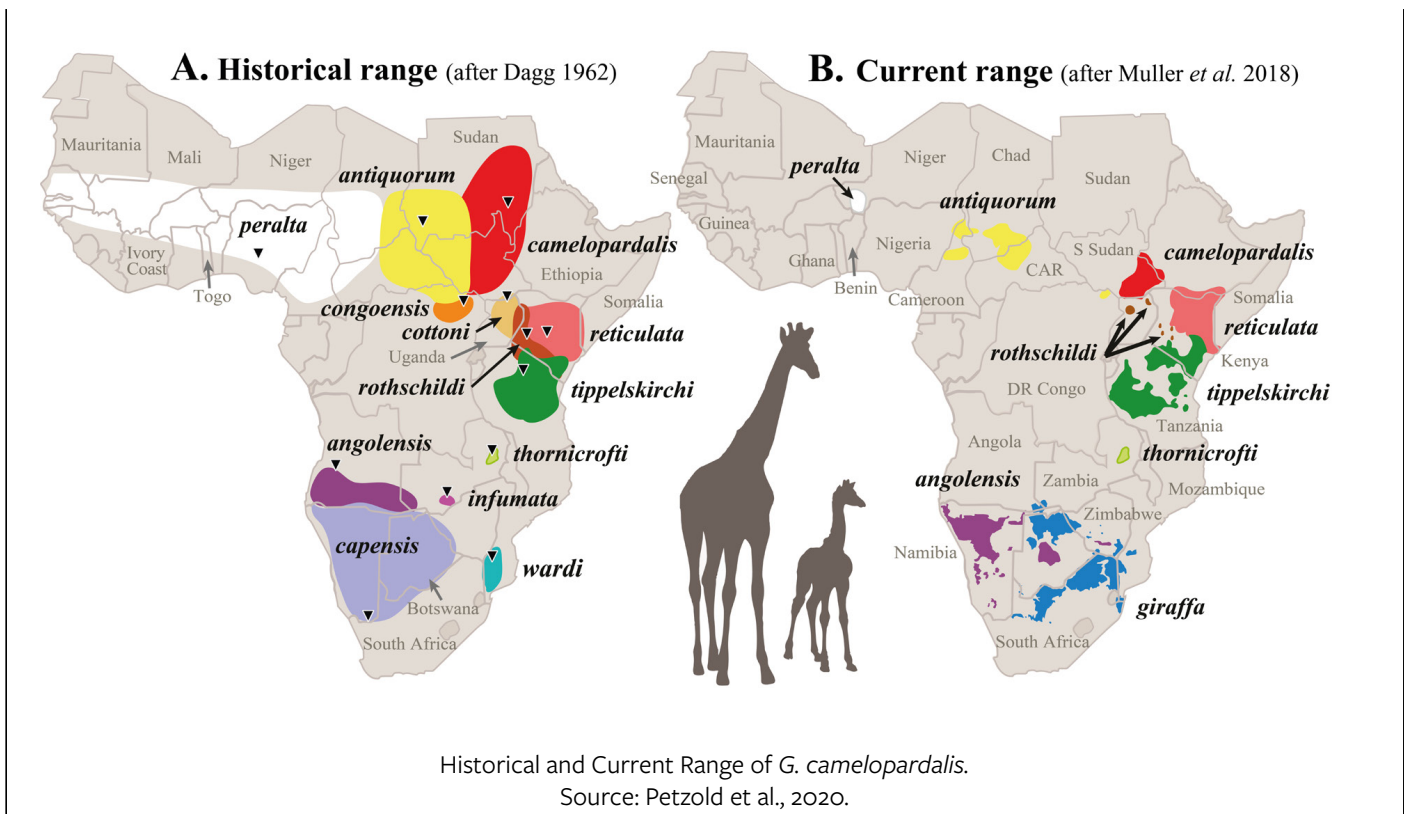 A. Historical range (after Dagg 1962)
Mauritania
Mali
Niger
Sudan
antiquorum
peralta
camelopardalis
Ivory
Coast
Togo
Ethiopia
Somalia
congoensis
cottoni
Uganda
reticulata
rothschildi
tippelskirchi
angolensis
thornicrofti
infumata
capensis
wardi
Botswana
South Africa
B. Current range (after Muller et al. 2018)
Mauritania
Niger
Chad
Sudan
peralta
Senegal
antiquorum
Guinea
Nigeria
S Sudan
camelopardalis
Ghana
CAR
Benin
Cameroon
Somalia
reticulata
rothschildi
Kenya
DR Congo
tippelskirchi
Tanzania
Angola
thornicrofti
angolensis
Zambia
Mozambique
Zimbabwe
Namibia
giraffa
South Africa
Historical and Current Range of G. camelopardalis.
Source: Petzold et al., 2020.